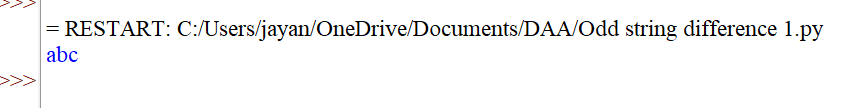 >>>
= RESTART: C:/Users/jayan/OneDrive/Documents/DAA/Odd string difference 1.py
abc
>>>